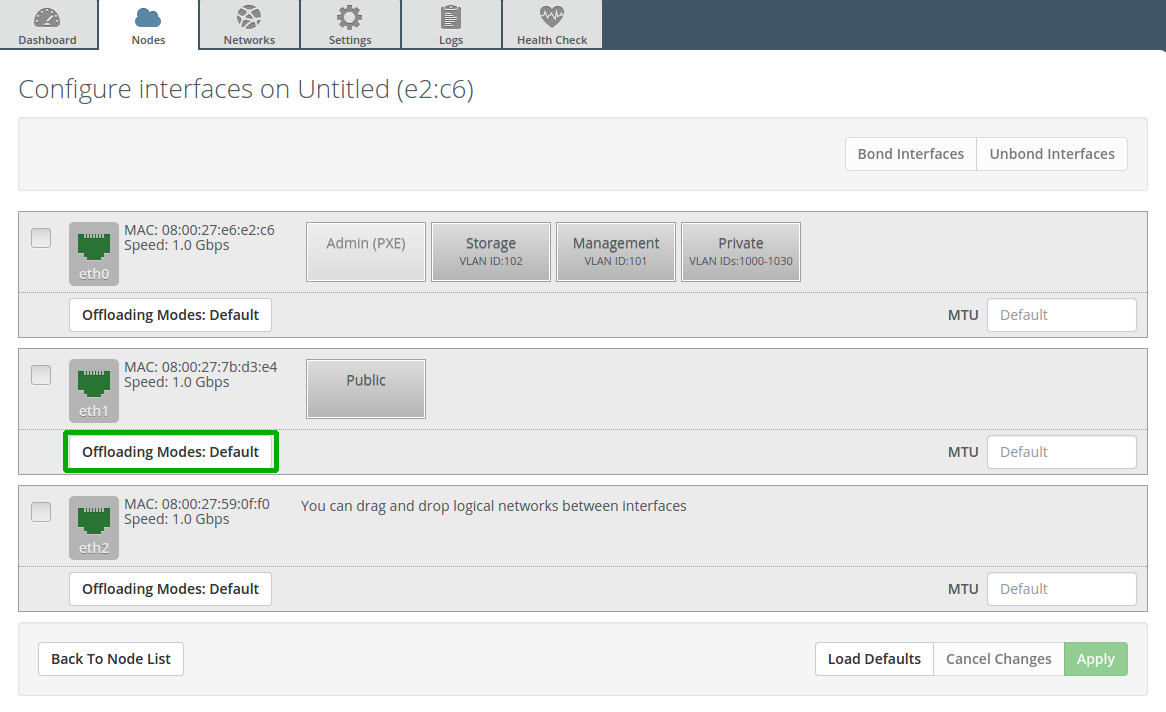 Dashboard
Nodes
Networks
Settings
Logs
Health Check
Configure interfaces on Untitled (e2:c6)
Bond Interfaces
Unbond Interfaces
eth0
MAC: 08:00:27:e6:e2:c6
Speed: 1.0 Gbps
Admin (PXE)
Storage
VLAN ID:102
Management
VLAN ID:101
Private
VLAN IDs:1000-1030
Offloading Modes: Default
MTU
Default
eth1
MAC: 08:00:27:7b:d3:e4
Speed: 1.0 Gbps
Public
Offloading Modes: Default
MTU
Default
eth2
MAC: 08:00:27:59:0f:f0
Speed: 1.0 Gbps
You can drag and drop logical networks between interfaces
Offloading Modes: Default
MTU
Default
Back To Node List
Load Defaults
Cancel Changes
Apply